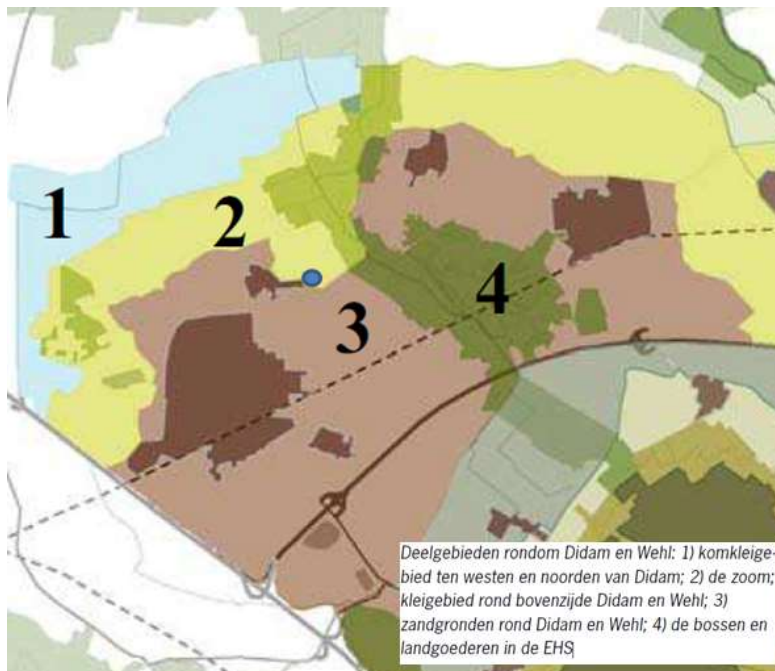 1
2
3
4
Deelgebieden rondom Didam en Wehl: 1) komkleige-
bied ten westen en noorden van Didam; 2) de zoom;
kleigebied rond bovenzijde Didam en Wehl; 3)
zandgronden rond Didam en Wehl; 4) de bossen en
landgoederen in de EHS